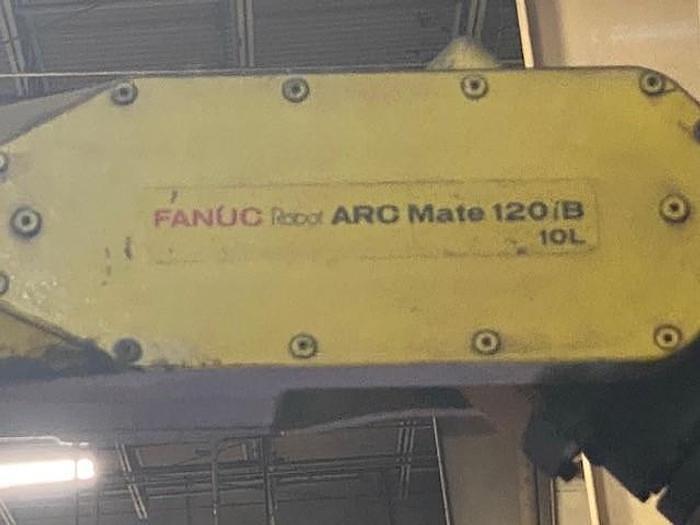 FANUC Robot ARC Mate 120iB
10L